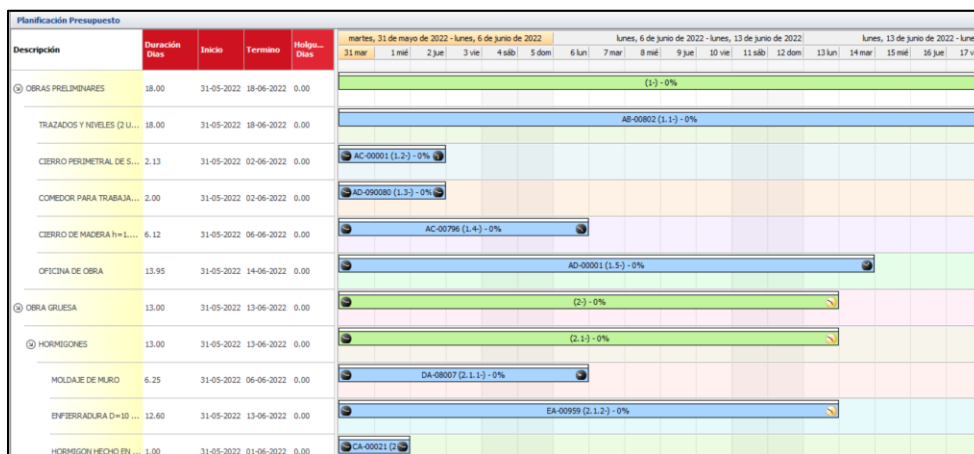 Planificación Presupuesto
Descripción Duración Días Inicio Termino Holgu... Días
martes, 31 de mayo de 2022 - lunes, 6 de junio de 2022 lunes, 6 de junio de 2022 - lunes, 13 de junio de 2022 lunes, 13 de junio de 2022 - lune
31 mar 1 mié 2 jue 3 vie 4 sáb 5 dom 6 lun 7 mar 8 mié 9 jue 10 vie 11 sáb 12 dom 13 lun 14 mar 15 mié 16 jue 17 v
OBRAS PRELIMINARES 18.00 31-05-2022 18-06-2022 0.00 (1-) - 0%
TRAZADOS Y NIVELES (2 U... 18.00 31-05-2022 18-06-2022 0.00 AB-00802 (1.1-) - 0%
CIERRO PERIMETRAL DE S... 2.13 31-05-2022 02-06-2022 0.00 AC-00001 (1.2-) - 0%
COMEDOR PARA TRABAJA... 2.00 31-05-2022 02-06-2022 0.00 AD-090080 (1.3-) - 0%
CIERRO DE MADERA h=1.... 6.12 31-05-2022 06-06-2022 0.00 AC-00796 (1.4-) - 0%
OFICINA DE OBRA 13.95 31-05-2022 14-06-2022 0.00 AD-00001 (1.5-) - 0%
OBRA GRUESA 13.00 31-05-2022 13-06-2022 0.00 (2-) - 0%
HORMIGONES 13.00 31-05-2022 13-06-2022 0.00 (2.1-) - 0%
MOLDAJE DE MURO 6.25 31-05-2022 06-06-2022 0.00 DA-08007 (2.1.1-) - 0%
ENFIERRADURA D=10 ... 12.60 31-05-2022 13-06-2022 0.00 EA-00959 (2.1.2-) - 0%
HORMIGON HECHO EN ... 1.00 31-05-2022 01-06-2022 0.00 CA-00021 (2